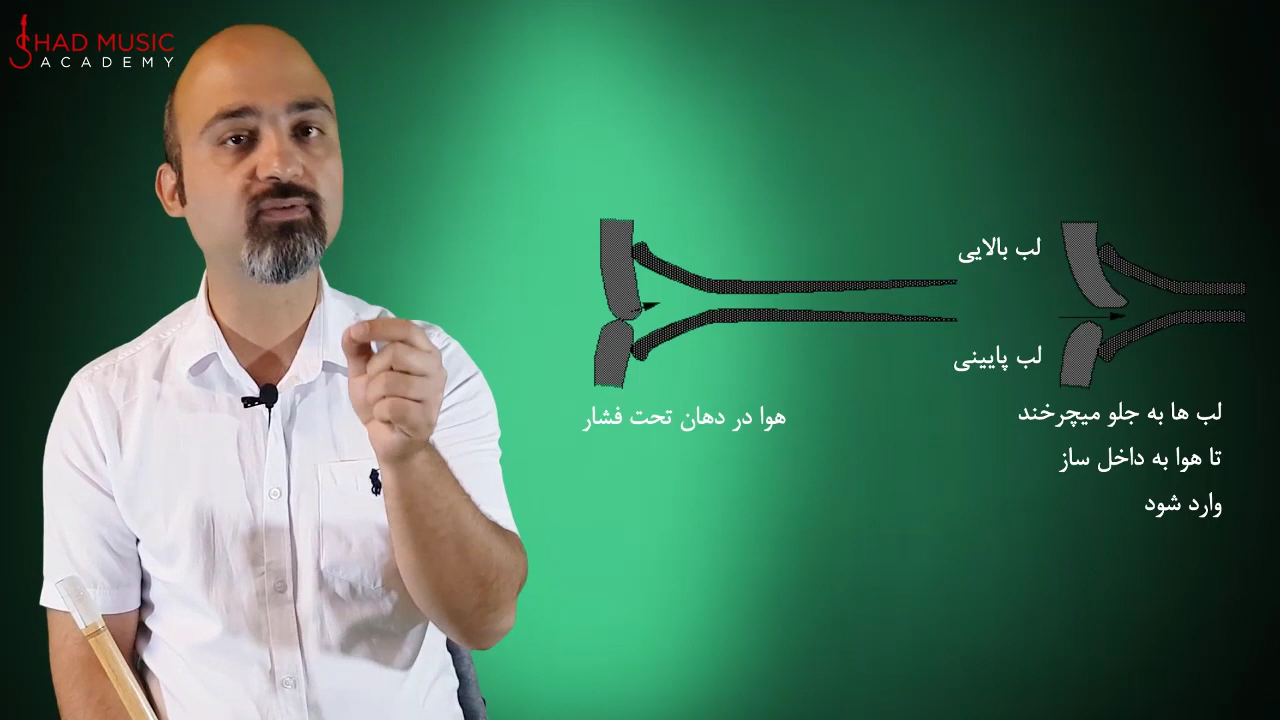 SHAD MUSIC
ACADEMY
لب بالایی
لب پایینی
هوا در دهان تحت فشار
لب ها به جلو میچرخند
تا هوا به داخل ساز
وارد شود